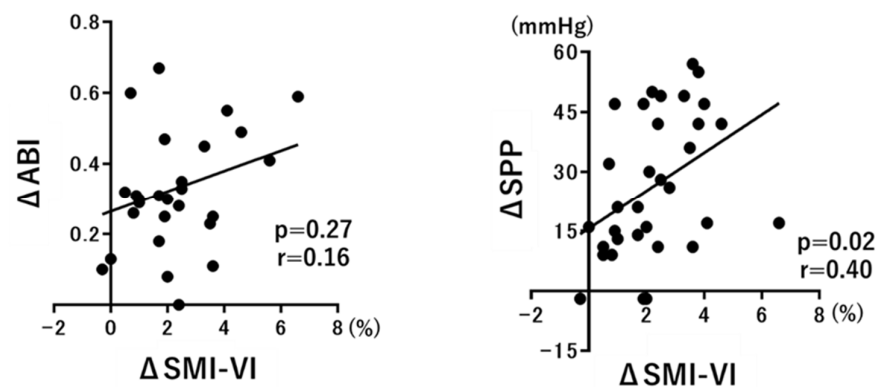 0.8
0.6
0.4
0.2
ΔABI
p=0.27
r=0.16
−2 0 2 4 6 8 (%)
ΔSMI-VI
(mmHg)
60
45
30
15
−15
ΔSPP
p=0.02
r=0.40
−2 2 4 6 8 (%)
ΔSMI-VI